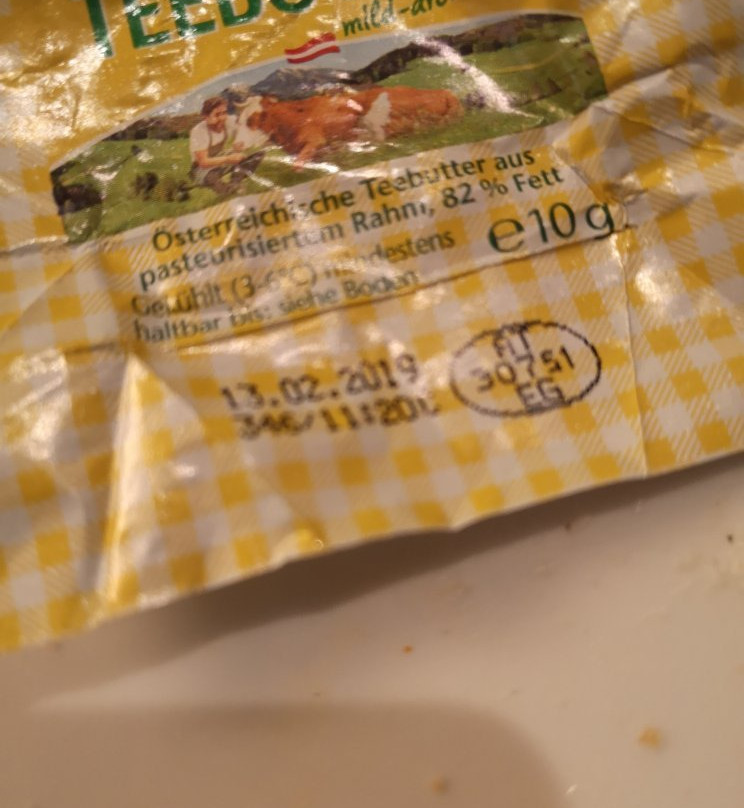 mild-
Österreichische Teebutter aus
pasteurisiertem Rahm, 82 % Fett
Gekühlt (3-6°C) mindestens
haltbar bis: siehe Boden
e10 g
13.02.2019
AT
30751
EG